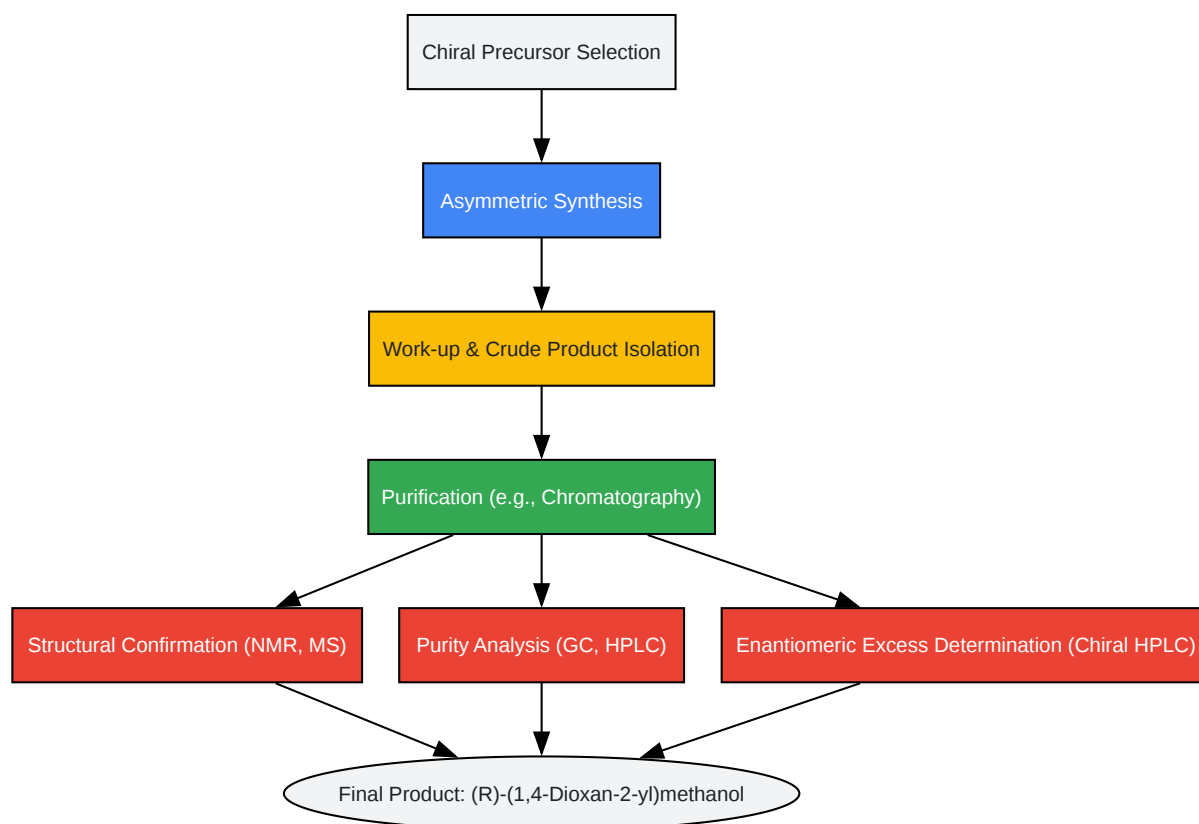 Chiral Precursor Selection
Asymmetric Synthesis
Work-up & Crude Product Isolation
Purification (e.g., Chromatography)
Structural Confirmation (NMR, MS)
Purity Analysis (GC, HPLC)
Enantiomeric Excess Determination (Chiral HPLC)
Final Product: (R)-(1,4-Dioxan-2-yl)methanol